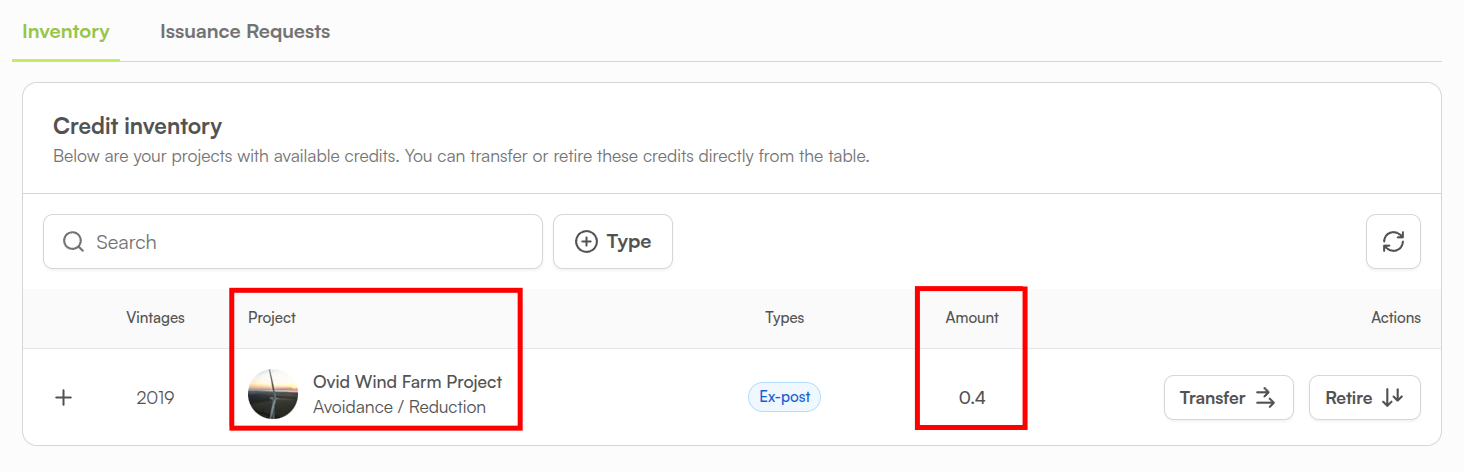 Inventory Issuance Requests
Credit inventory
Below are your projects with available credits. You can transfer or retire these credits directly from the table.
Search Type
Vintages Project Types Amount Actions
2019 Ovid Wind Farm Project Ex-post 0.4 Transfer Retire
Avoidance / Reduction